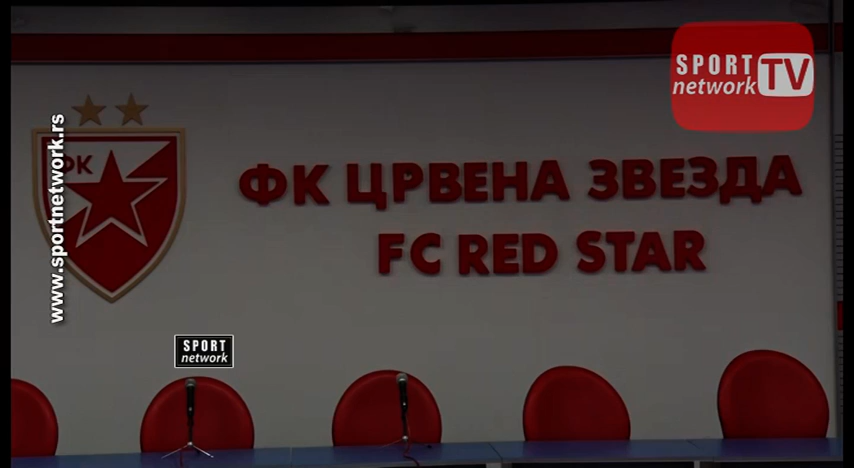 SPORT
network TV
www.sportnetwork.rs
ФК
ФК ЦРВЕНА ЗВЕЗДА
FC RED STAR
SPORT
network